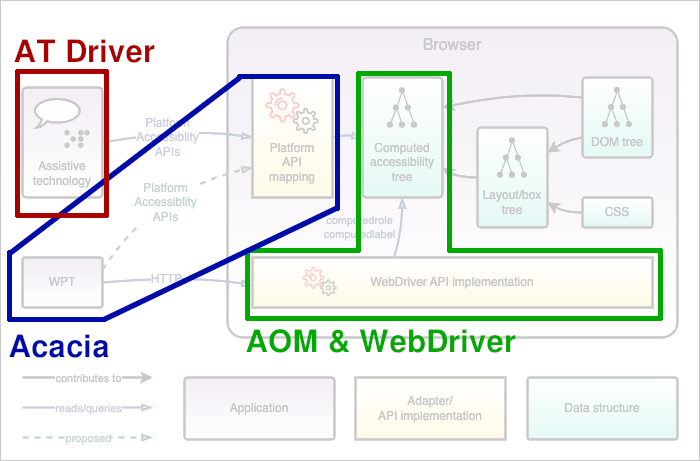 AT Driver
Browser
Assistive
technology
Platform
Accessiblity
APIs
Platform
Accessiblity
APIs
Platform
API
mapping
Computed
accessibility
tree
DOM tree
Layout/box
tree
CSS
computedrole
computedlabel
WPT
HTTP
WebDriver API implementation
Acacia
AOM & WebDriver
contributes to
reads/queries
proposed
Application
Adapter/
API implementation
Data structure